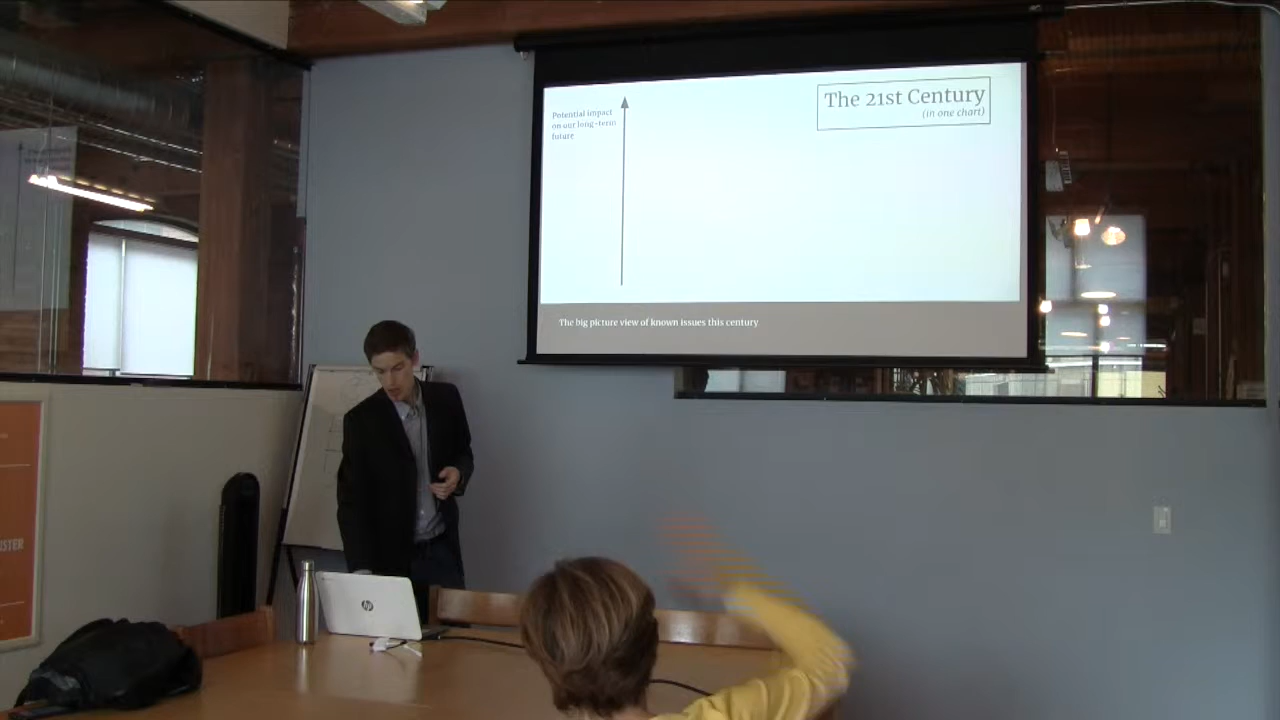 The 21st Century
(in one chart)
Potential impact
on our long-term
future
The big picture view of known issues this century
hp